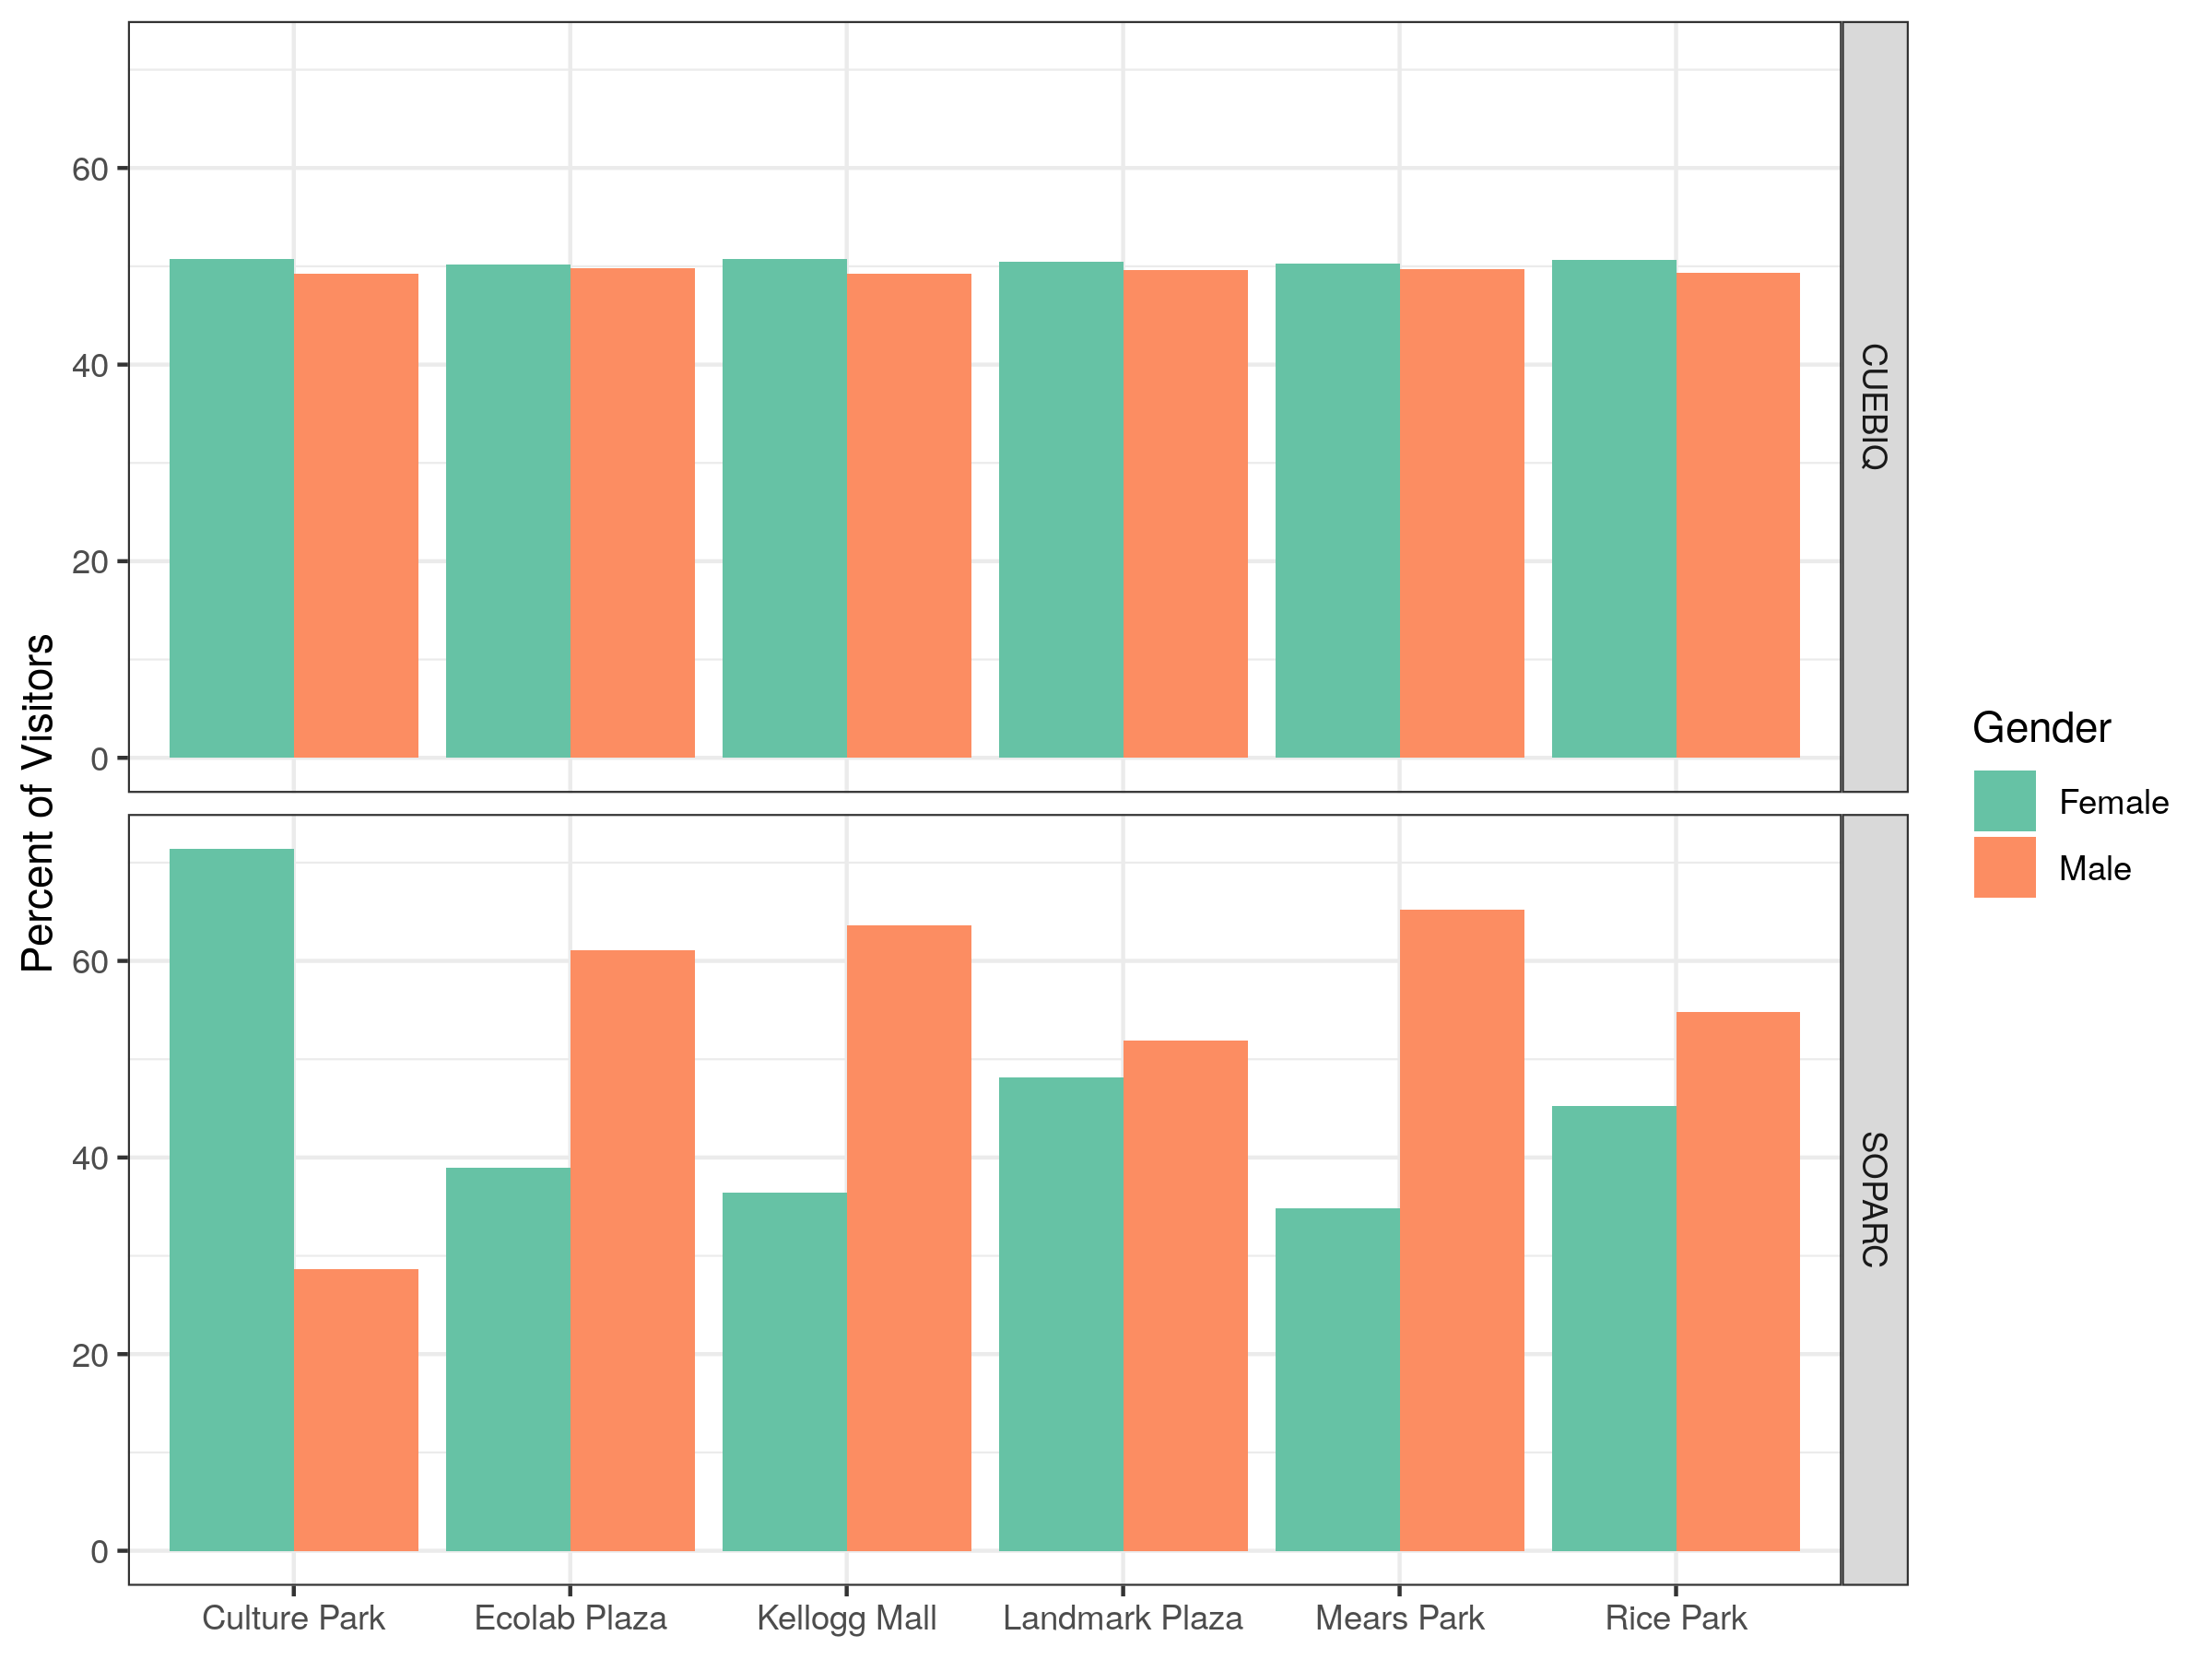 Percent of Visitors
60
40
20
0
CUEBIQ
60
40
20
0
SOPARC
Culture Park
Ecolab Plaza
Kellogg Mall
Landmark Plaza
Mears Park
Rice Park
Gender
Female
Male